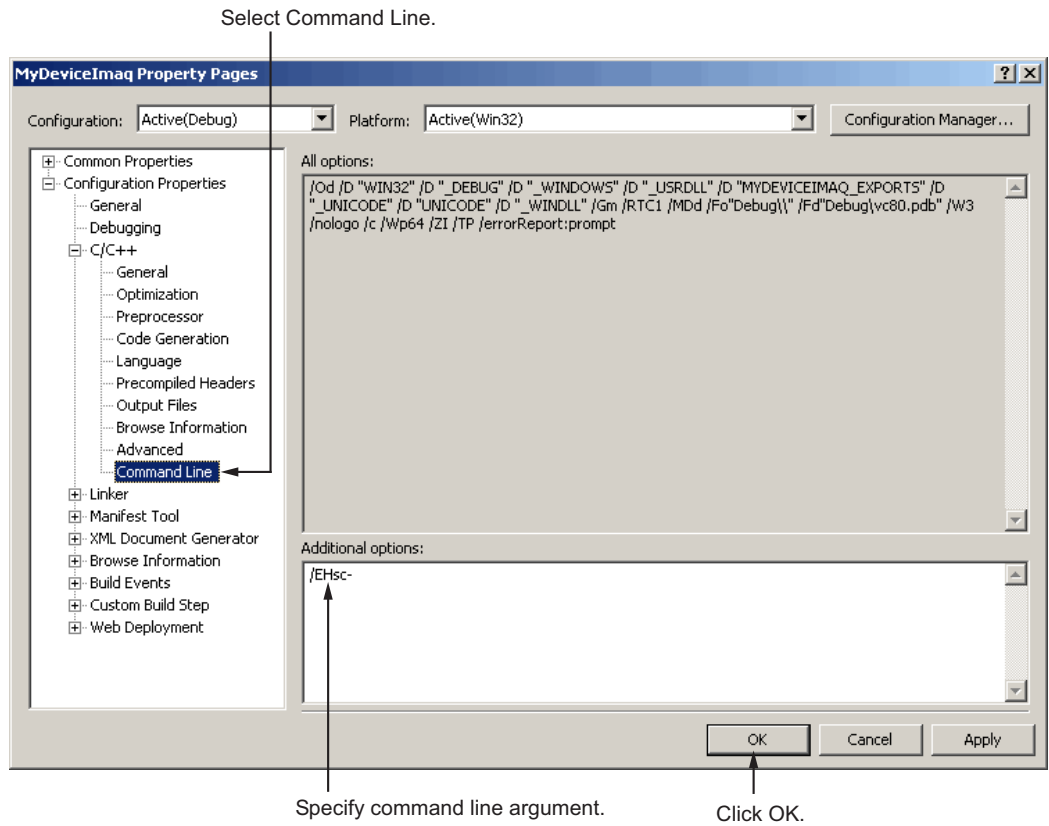 Select Command Line.
MyDeviceImaq Property Pages
Configuration: Active(Debug) Platform: Active(Win32) Configuration Manager...
Common Properties
Configuration Properties
General
Debugging
C/C++
General
Optimization
Preprocessor
Code Generation
Language
Precompiled Headers
Output Files
Browse Information
Advanced
Command Line
Linker
Manifest Tool
XML Document Generator
Browse Information
Build Events
Custom Build Step
Web Deployment
All options:
/Od /D "WIN32" /D "_DEBUG" /D "_WINDOWS" /D "_USRDLL" /D "MYDEVICEIMAQ_EXPORTS" /D
"_UNICODE" /D "UNICODE" /D "_WINDLL" /Gm /RTC1 /MDd /Fo"Debug\\" /Fd"Debug\vc80.pdb" /W3
/nologo /c /Wp64 /ZI /TP /errorReport:prompt
Additional options:
/EHsc-
OK Cancel Apply
Specify command line argument.
Click OK.